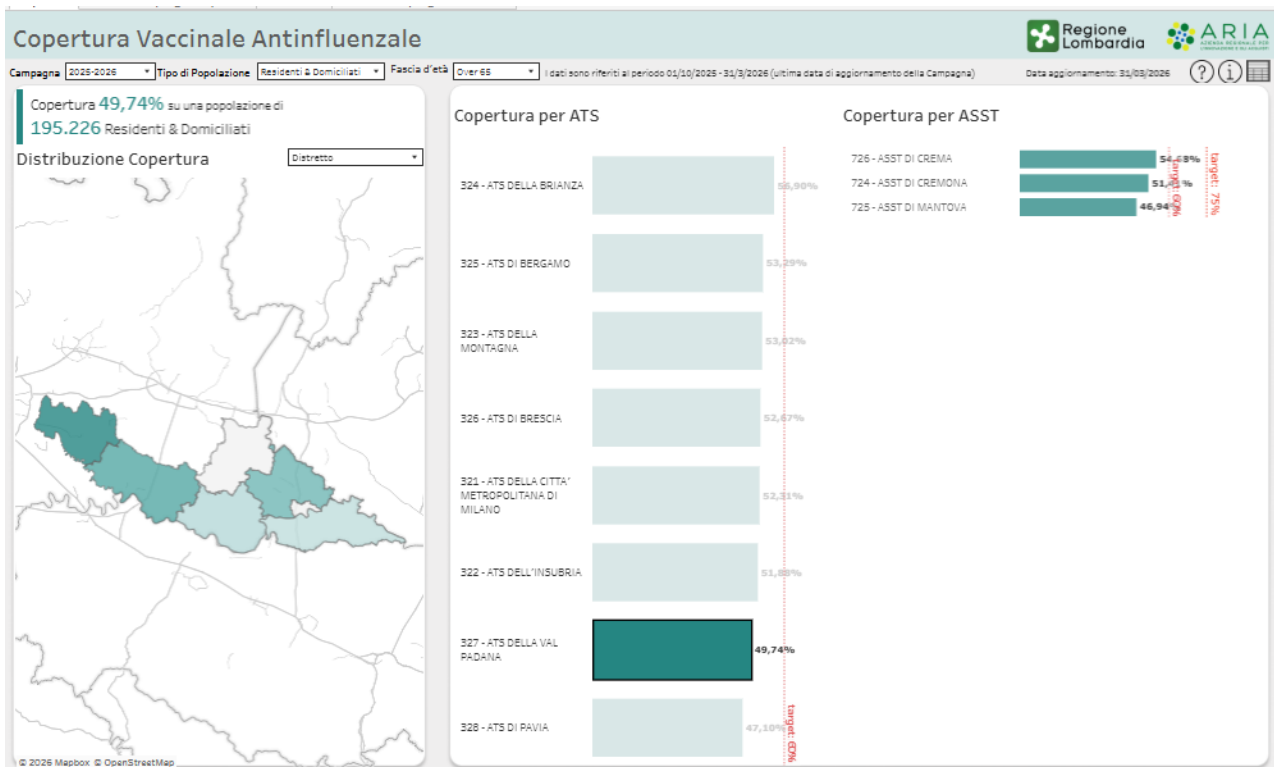 Copertura Vaccinale Antinfluenzale
Regione
Lombardia
ARIA
Campagna 2025-2026 Tipo di Popolazione Residenti & Domiciliati Fascia d'età Over 65 I dati sono riferiti al periodo 01/10/2025 - 31/3/2026 (ultima data di aggiornamento della Campagna) Data aggiornamento: 31/03/2026
Copertura 49,74% su una popolazione di
195.226 Residenti & Domiciliati
Distribuzione Copertura Distretto
© 2026 Mapbox © OpenStreetMap
Copertura per ATS
324 - ATS DELLA BRIANZA 56,90%
325 - ATS DI BERGAMO 53,29%
323 - ATS DELLA
MONTAGNA 53,02%
326 - ATS DI BRESCIA 52,67%
321 - ATS DELLA CITTA'
METROPOLITANA DI
MILANO 52,31%
322 - ATS DELL'INSUBRIA 51,88%
327 - ATS DELLA VAL
PADANA 49,74%
328 - ATS DI PAVIA 47,10%
target: 60%
Copertura per ASST
726 - ASST DI CREMA
724 - ASST DI CREMONA
725 - ASST DI MANTOVA 46,94%
target: 60%
target: 75%